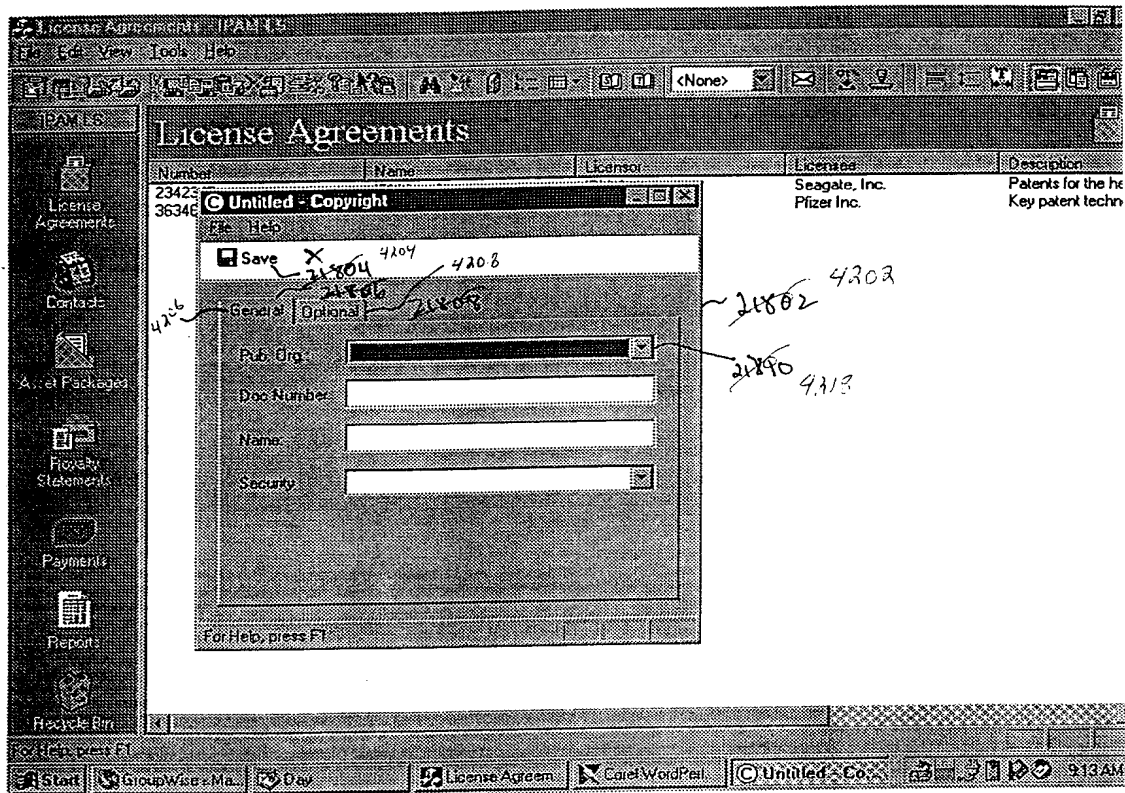 License Agreements - IPAM LS
File Edit View Tools Help
<None>
IPAM LS
License Agreements
Number Name Licensor Licensee Description
Seagate, Inc. Patents for the he
Pfizer Inc. Key patent techn
23423
36346
License
Agreements
Contacts
Asset Packages
Royalty
Statements
Payments
Reports
Recycle Bin
© Untitled - Copyright
File Help
Save
21804 4204
4206
21806
4208
21808
21802 4202
General Optional
Pub. Org.:
21890
Doc Number:
Name:
Security:
For Help, press F1
For Help, press F1
Start GroupWise - Ma... Day License Agreem... Corel WordPerf... © Untitled - Co... 9:13 AM